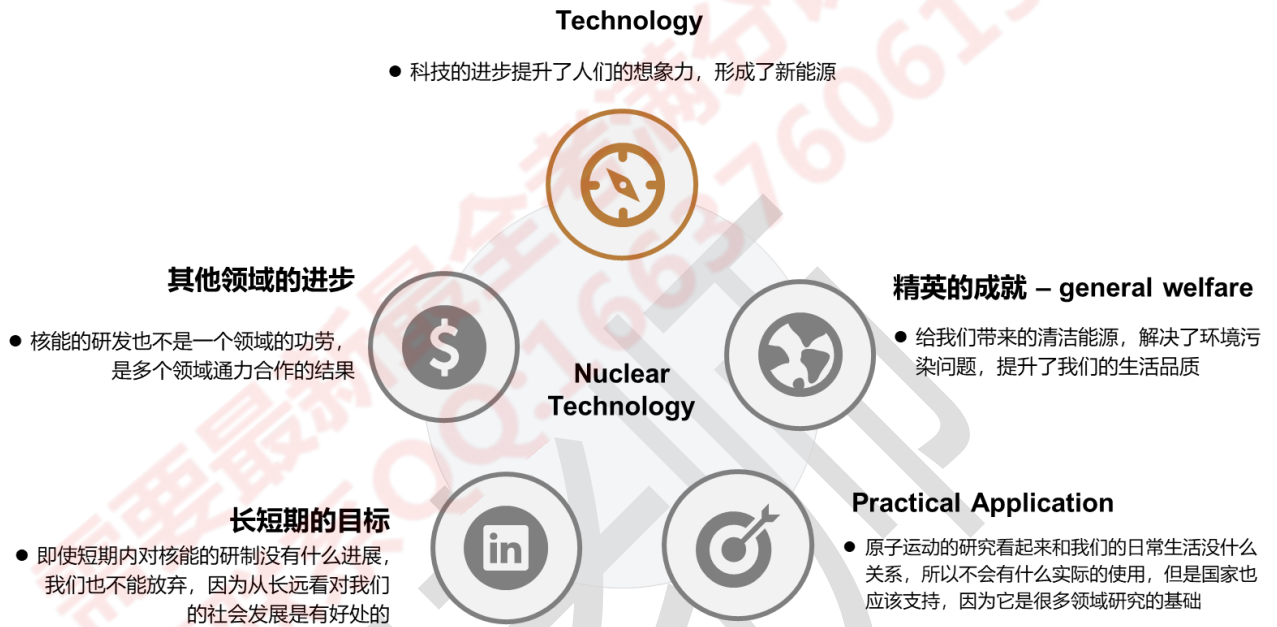 Technology
● 科技的进步提升了人们的想象力，形成了新能源
其他领域的进步
● 核能的研发也不是一个领域的功劳，
是多个领域通力合作的结果
精英的成就 – general welfare
● 给我们带来的清洁能源，解决了环境污
染问题，提升了我们的生活品质
Nuclear
Technology
长短期的目标
● 即使短期内对核能的研制没有什么进展，
我们也不能放弃，因为从长远看对我们
的社会发展是有好处的
in
Practical Application
● 原子运动的研究看起来和我们的日常生活没什么
关系，所以不会有什么实际的使用，但是国家也
应该支持，因为它是很多领域研究的基础
$
需要最新最全考满分